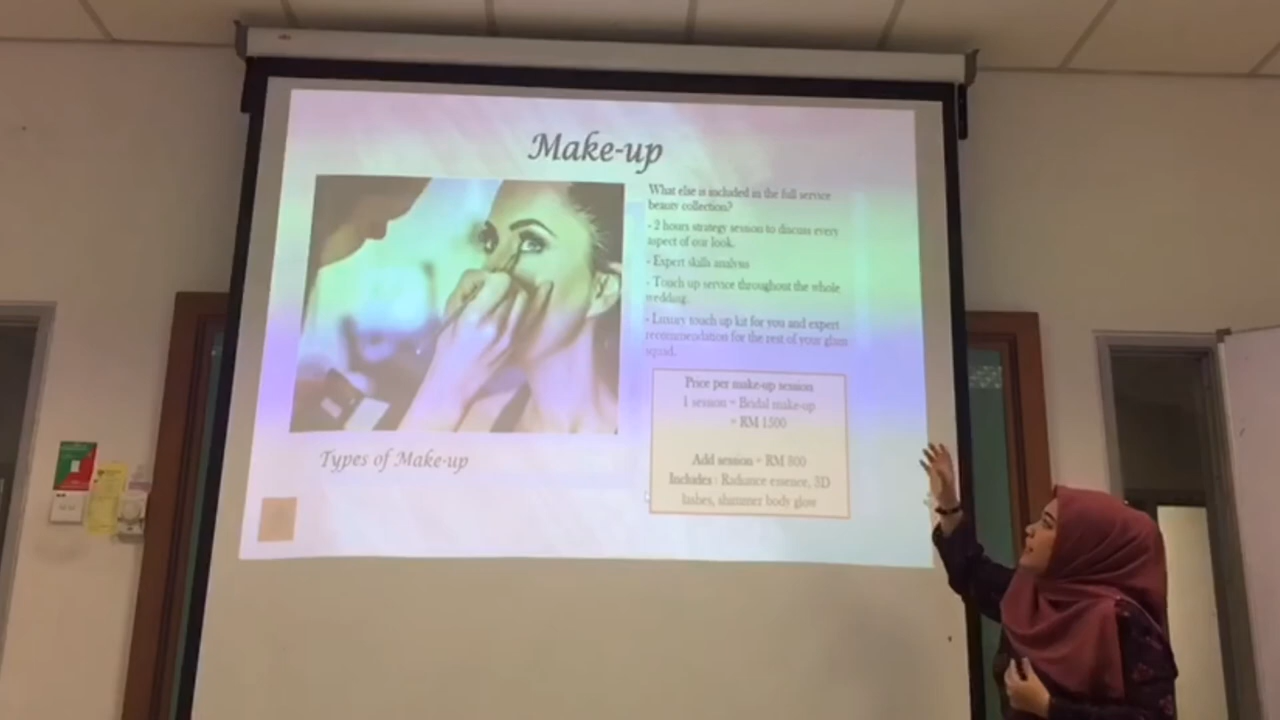 Make-up
What else is included in the full service
beauty collection?
- 2 hours strategy session to discuss every
aspect of our look.
- Expert skills analysis
- Touch up service throughout the whole
wedding.
- Luxury touch up kit for you and expert
recommendation for the rest of your glam
squad.
Price per make-up session
1 session = Bridal make-up
= RM 1500
Add session = RM 800
Includes : Radiance essence, 3D
lashes, shimmer body glow
Types of Make-up